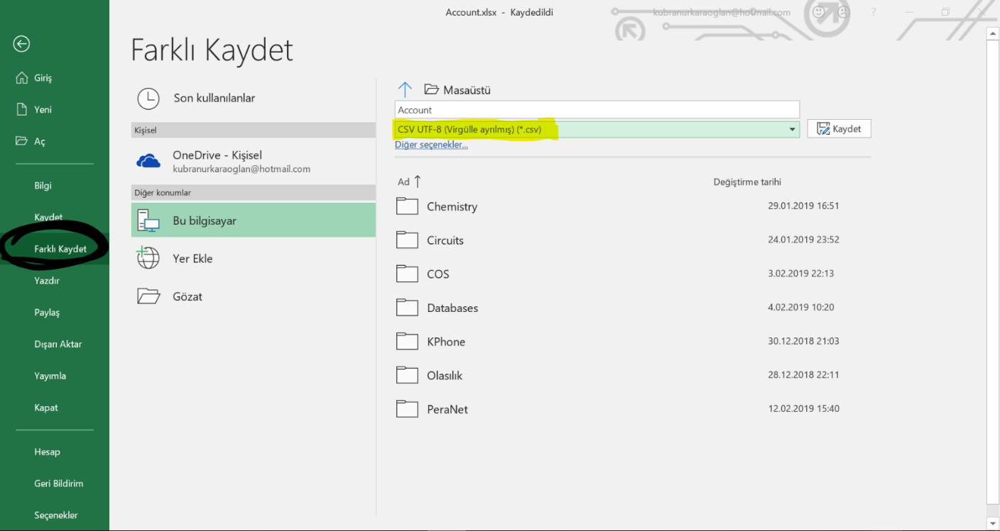 Account.xlsx - Kaydedildi
kubranurkaraoglan@hotmail.com
?
Farklı Kaydet
Giriş
Yeni
Aç
Bilgi
Kaydet
Farklı Kaydet
Yazdır
Paylaş
Dışarı Aktar
Yayımla
Kapat
Hesap
Geri Bildirim
Seçenekler
Son kullanılanlar
Kişisel
OneDrive - Kişisel
kubranurkaraoglan@hotmail.com
Diğer konumlar
Bu bilgisayar
Yer Ekle
Gözat
Masaüstü
Account
CSV UTF-8 (Virgülle ayrılmış) (*.csv)
Kaydet
Diğer seçenekler...
Ad Değiştirme tarihi
Chemistry 29.01.2019 16:51
Circuits 24.01.2019 23:52
COS 3.02.2019 22:13
Databases 4.02.2019 10:20
KPhone 30.12.2018 21:03
Olasılık 28.12.2018 22:11
PeraNet 12.02.2019 15:40